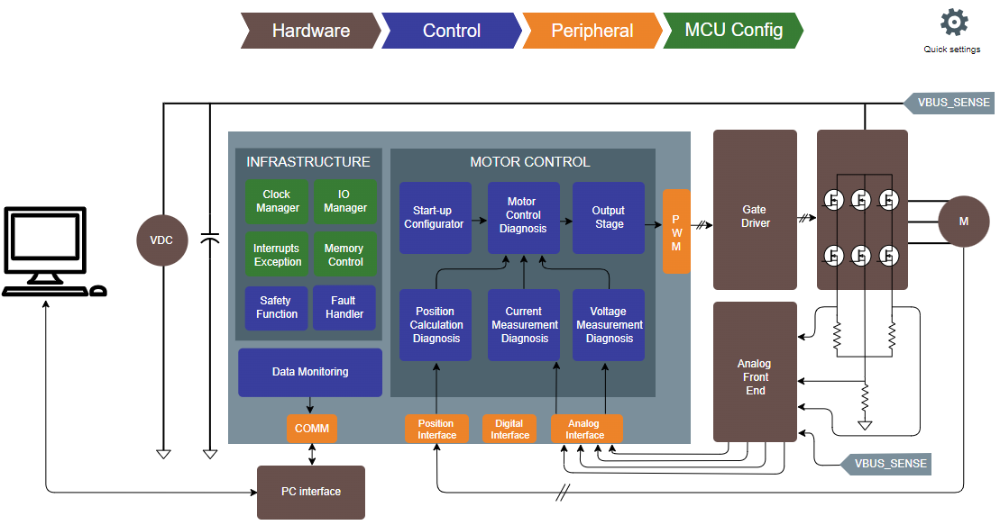 Hardware
Control
Peripheral
MCU Config
Quick settings
VBUS_SENSE
INFRASTRUCTURE
MOTOR CONTROL
Clock
Manager
IO
Manager
Interrupts
Exception
Memory
Control
Safety
Function
Fault
Handler
Start-up
Configurator
Motor
Control
Diagnosis
Output
Stage
P
W
M
Gate
Driver
M
VDC
Position
Calculation
Diagnosis
Current
Measurement
Diagnosis
Voltage
Measurement
Diagnosis
Data Monitoring
Analog
Front
End
COMM
Position
Interface
Digital
Interface
Analog
Interface
VBUS_SENSE
PC interface